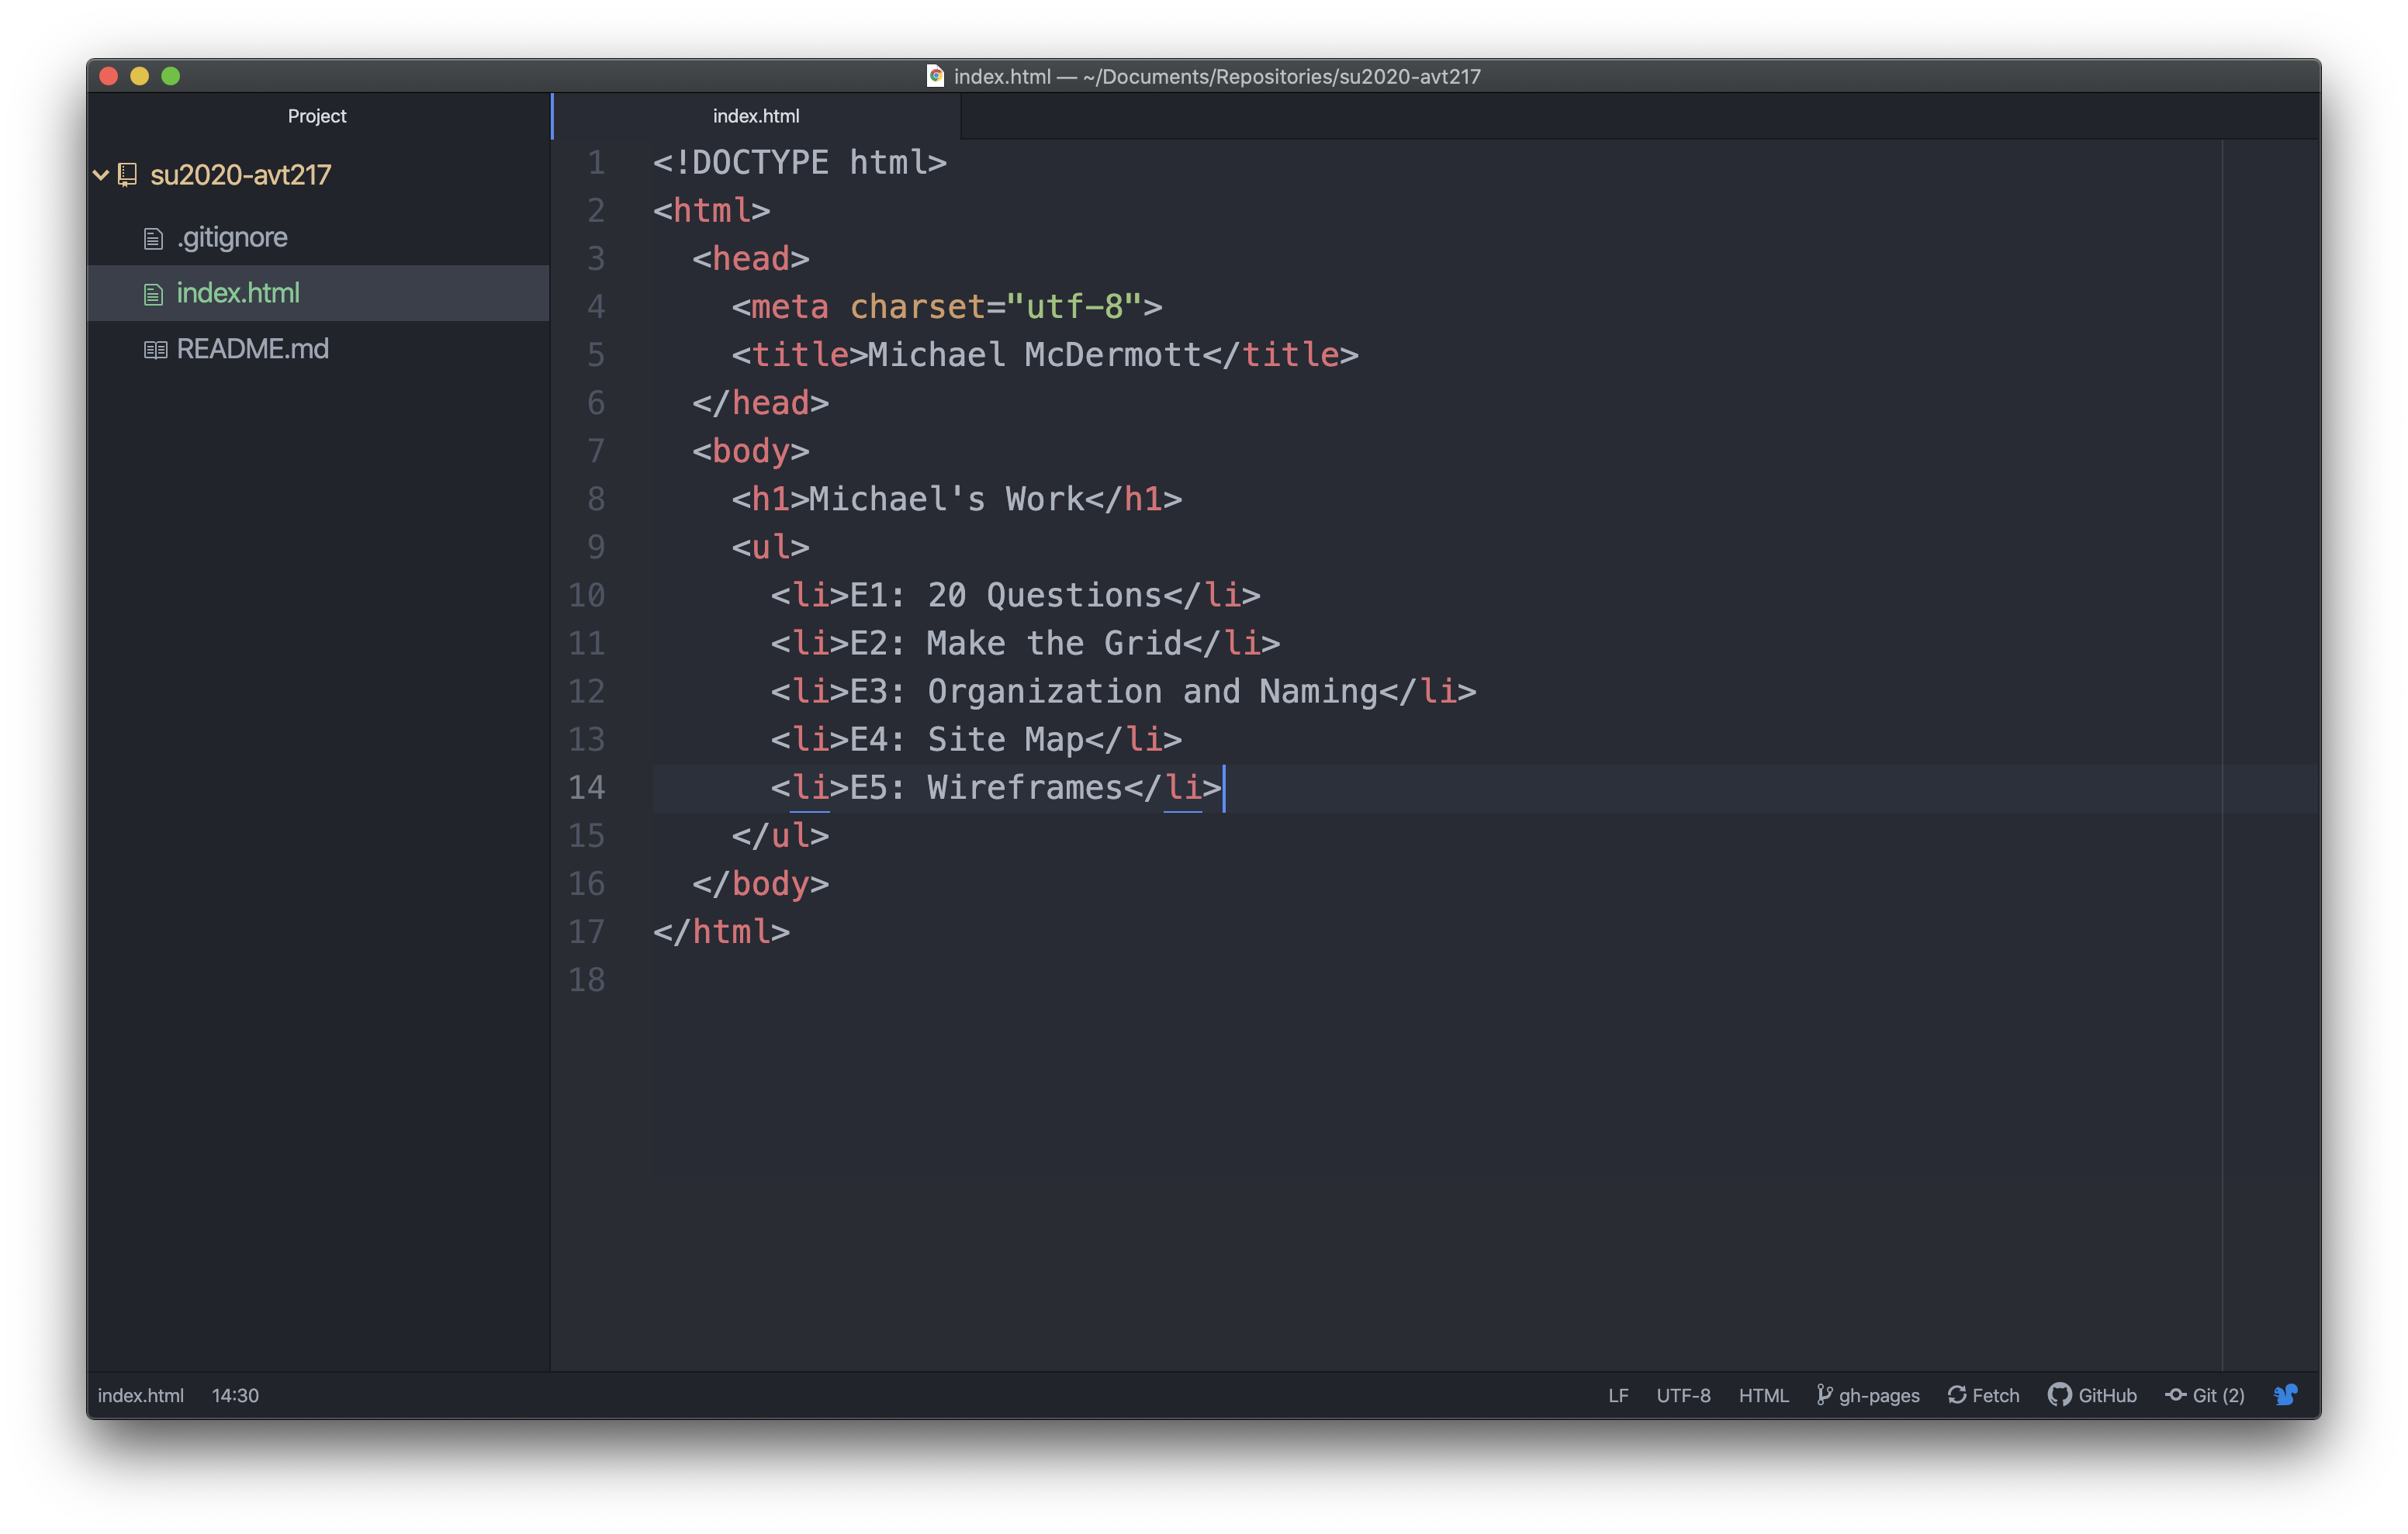 index.html — ~/Documents/Repositories/su2020-avt217
Project
su2020-avt217
.gitignore
index.html
README.md
index.html
1 <!DOCTYPE html>
2 <html>
3   <head>
4     <meta charset="utf-8">
5     <title>Michael McDermott</title>
6   </head>
7   <body>
8     <h1>Michael's Work</h1>
9     <ul>
10       <li>E1: 20 Questions</li>
11       <li>E2: Make the Grid</li>
12       <li>E3: Organization and Naming</li>
13       <li>E4: Site Map</li>
14       <li>E5: Wireframes</li>
15     </ul>
16   </body>
17 </html>
18
index.html 14:30 LF UTF-8 HTML gh-pages Fetch GitHub Git (2)